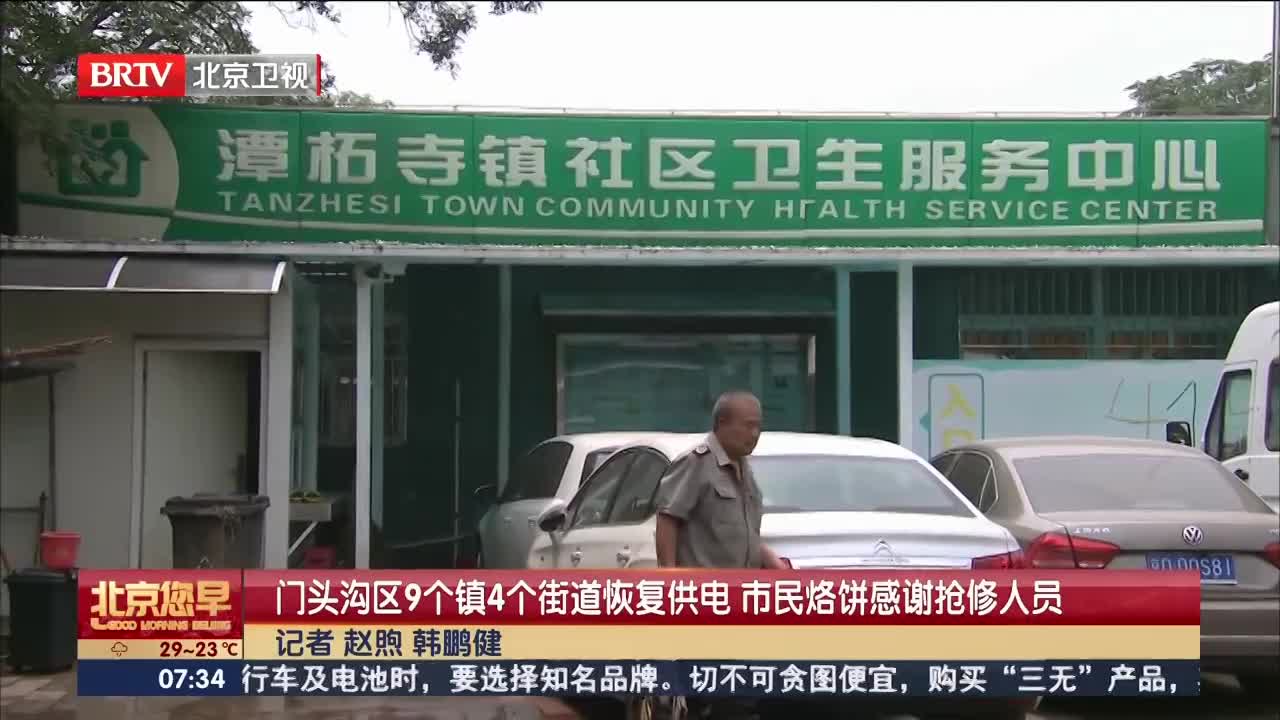 BRTV 北京卫视
潭柘寺镇社区卫生服务中心
TANZHESI TOWN COMMUNITY HEALTH SERVICE CENTER
入口
北京您早
GOOD MORNING BEIJING
门头沟区9个镇4个街道恢复供电 市民烙饼感谢抢修人员
记者 赵煦 韩鹏健
29~23℃
07:34
行车及电池时，要选择知名品牌。切不可贪图便宜，购买“三无”产品，